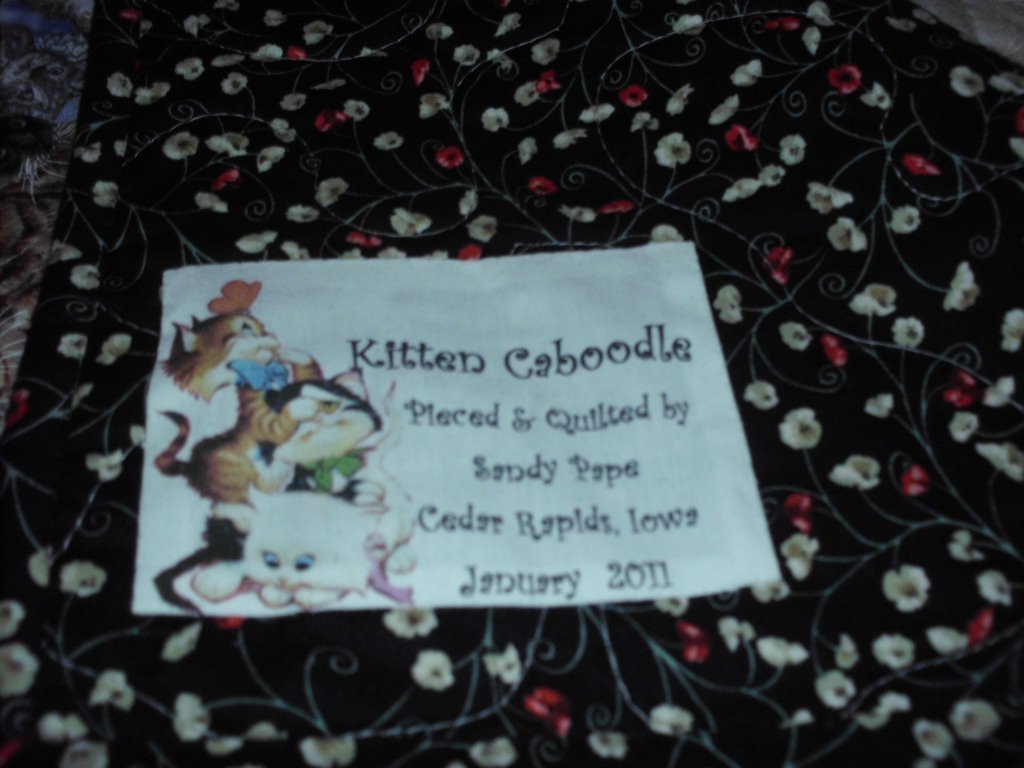 Kitten Caboodle
Pieced & Quilted by
Sandy Pape
Cedar Rapids, Iowa
January 2011